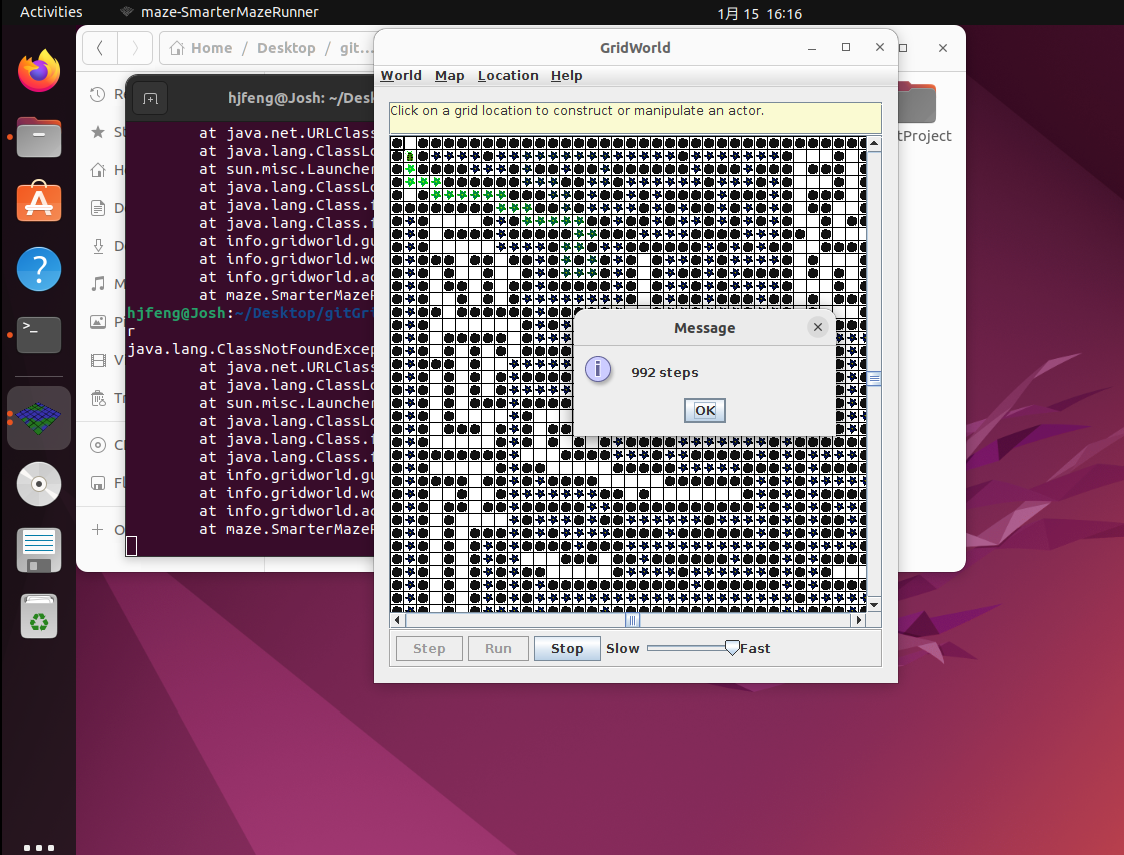 Activities
maze-SmarterMazeRunner
1月 15 16:16
Home / Desktop / git...
GridWorld
World Map Location Help
hjfeng@Josh: ~/Desk
Click on a grid location to construct or manipulate an actor.
tProject
at java.net.URLClass
at java.lang.ClassLo
at sun.misc.Launcher
at java.lang.ClassLo
at java.lang.Class.f
at java.lang.Class.f
at info.gridworld.gu
at info.gridworld.wo
at info.gridworld.ac
at maze.SmarterMazeR
hjfeng@Josh:~/Desktop/gitGri
r
java.lang.ClassNotFoundExcep
at java.net.URLClass
at java.lang.ClassLo
at sun.misc.Launcher
at java.lang.ClassLo
at java.lang.Class.f
at java.lang.Class.f
at info.gridworld.gu
at info.gridworld.wo
at info.gridworld.ac
at maze.SmarterMazeR
Message
992 steps
OK
Step Run Stop Slow Fast